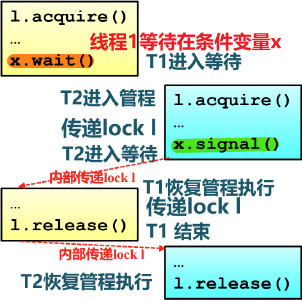 l.acquire()
…
线程1等待在条件变量x
x.wait()
T1进入等待
T2进入管程
l.acquire()
传递lock l
…
T2进入等待
x.signal()
内部传递lock l
T1恢复管程执行
…
传递lock l
l.release()
T1 结束
内部传递lock l
T2恢复管程执行
…
l.release()